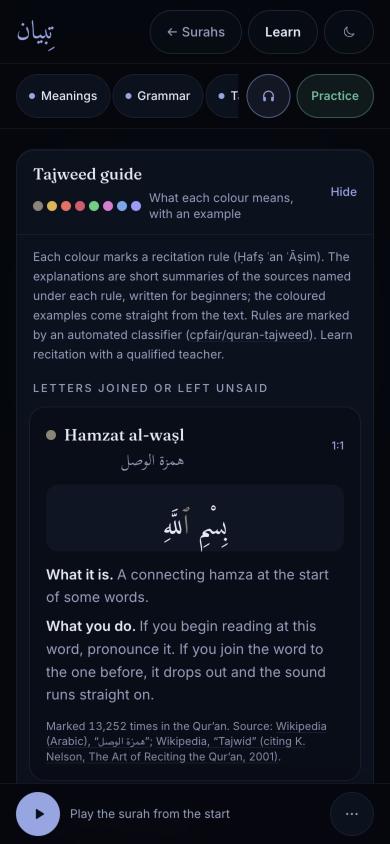 تِبيان
← Surahs
Learn
Meanings
Grammar
Practice
Tajweed guide
What each colour means,
with an example
Hide
Each colour marks a recitation rule (Ḥafṣ ʿan ʿĀṣim). The
explanations are short summaries of the sources named
under each rule, written for beginners; the coloured
examples come straight from the text. Rules are marked
by an automated classifier (cpfair/quran-tajweed). Learn
recitation with a qualified teacher.
LETTERS JOINED OR LEFT UNSAID
Hamzat al-waṣl
1:1
همزة الوصل
بِسْمِ ٱللَّهِ
What it is. A connecting hamza at the start
of some words.
What you do. If you begin reading at this
word, pronounce it. If you join the word to
the one before, it drops out and the sound
runs straight on.
Marked 13,252 times in the Qur’an. Source: Wikipedia
(Arabic), “همزة الوصل”; Wikipedia, “Tajwid” (citing K.
Nelson, The Art of Reciting the Qur’an, 2001).
Play the surah from the start